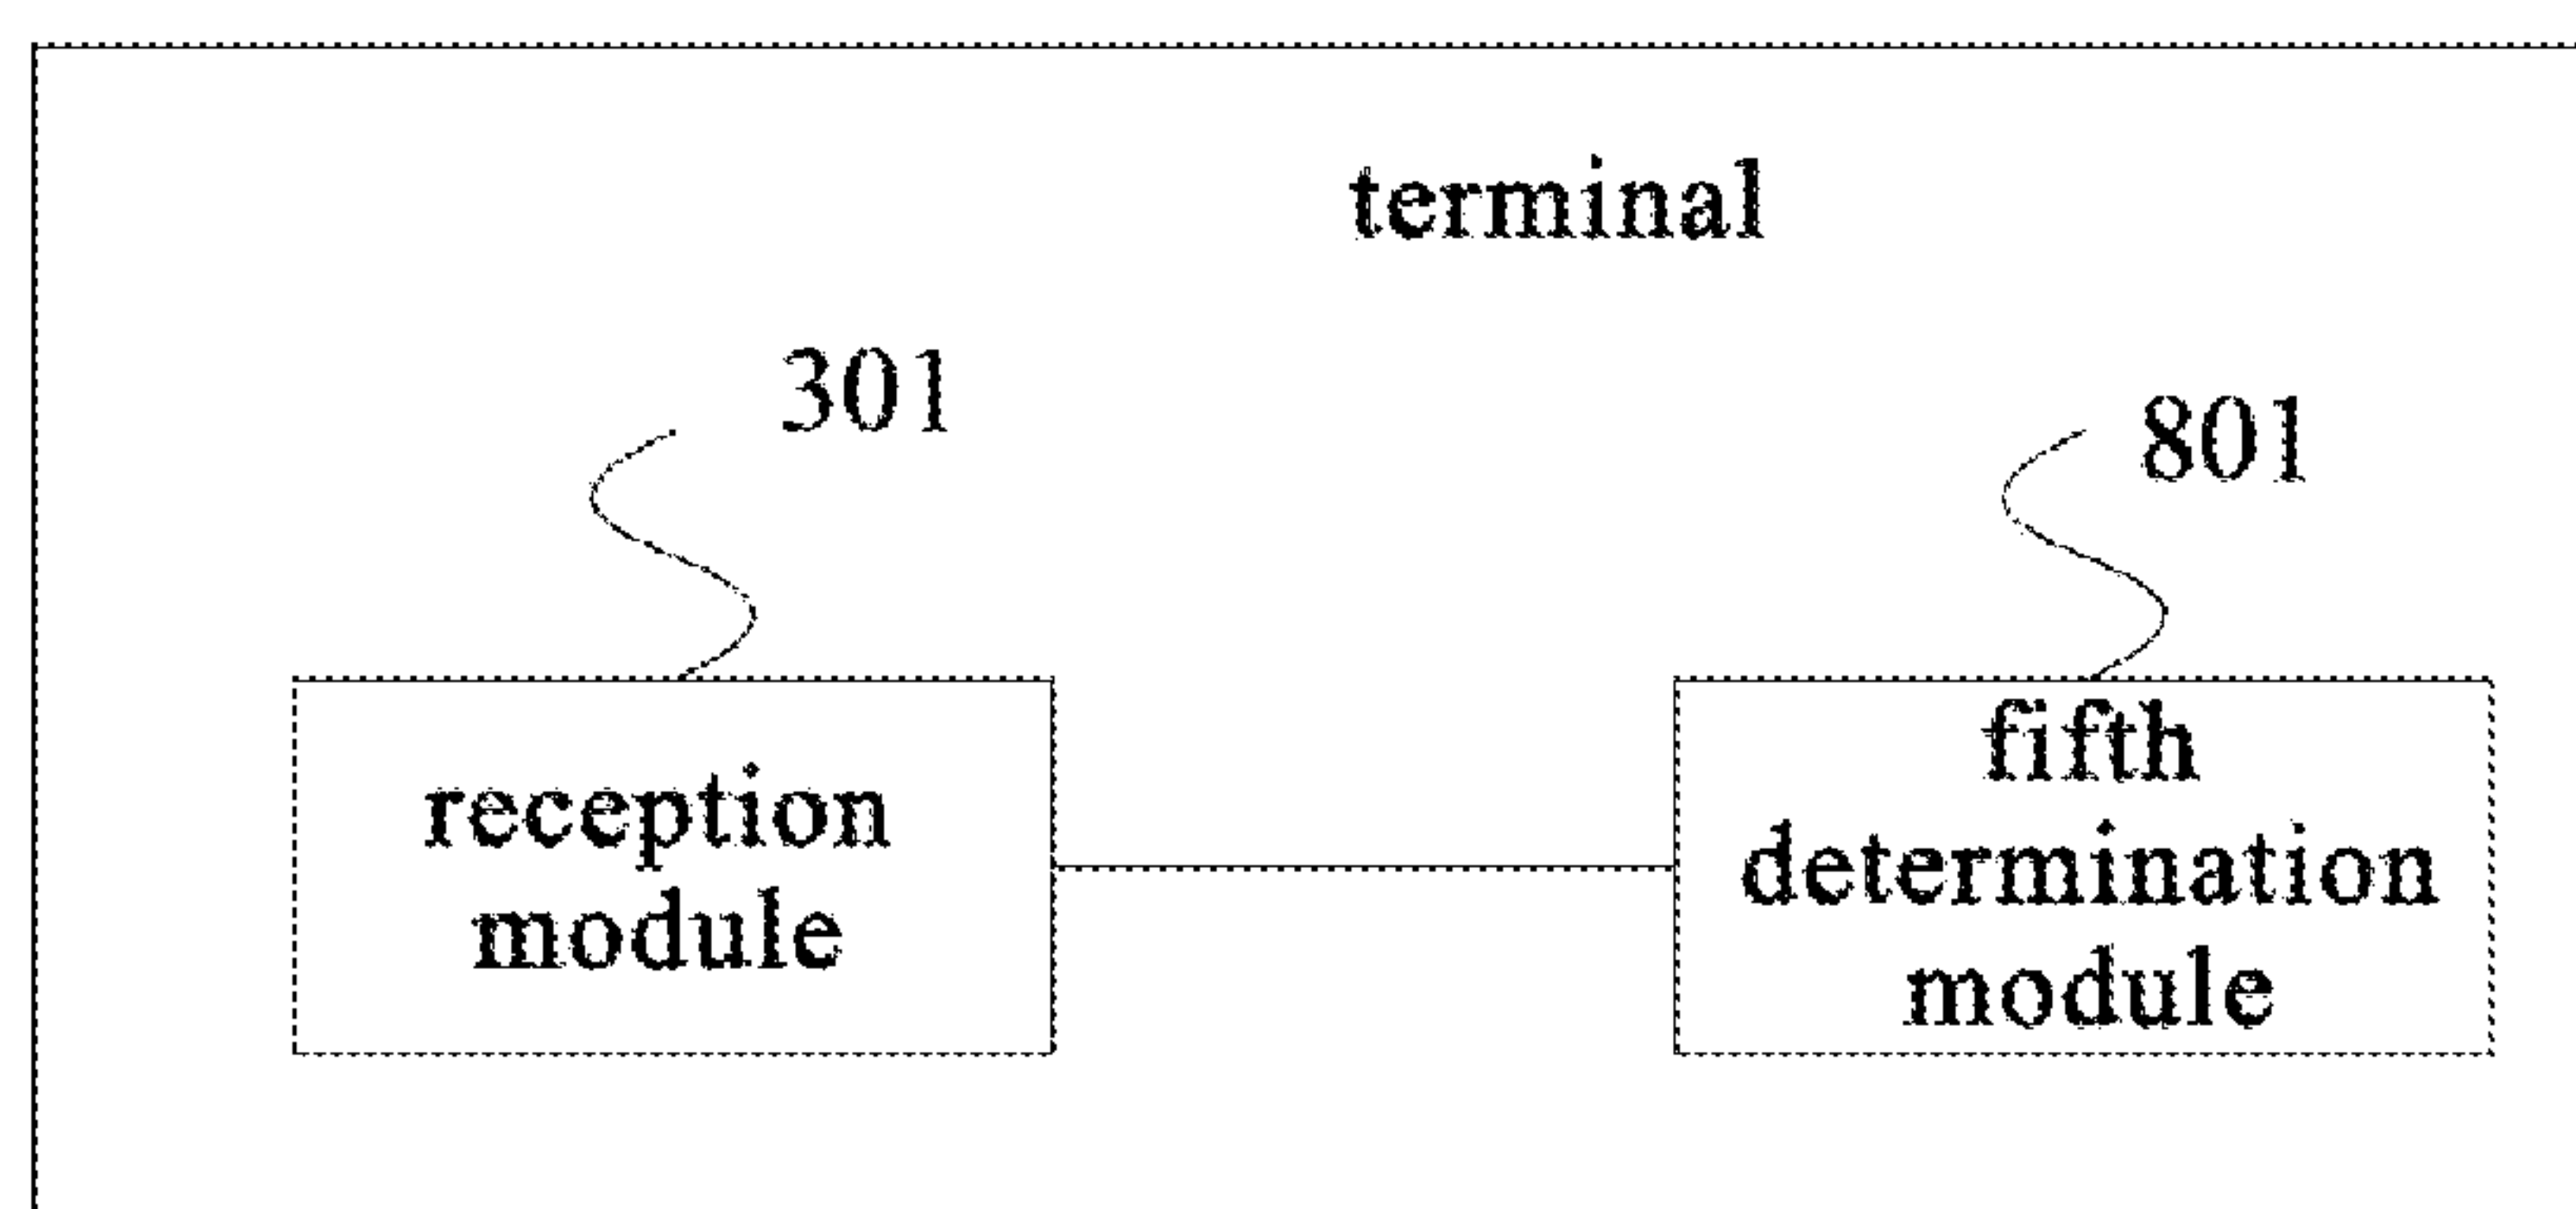 terminal
301
801
reception
module
fifth
determination
module